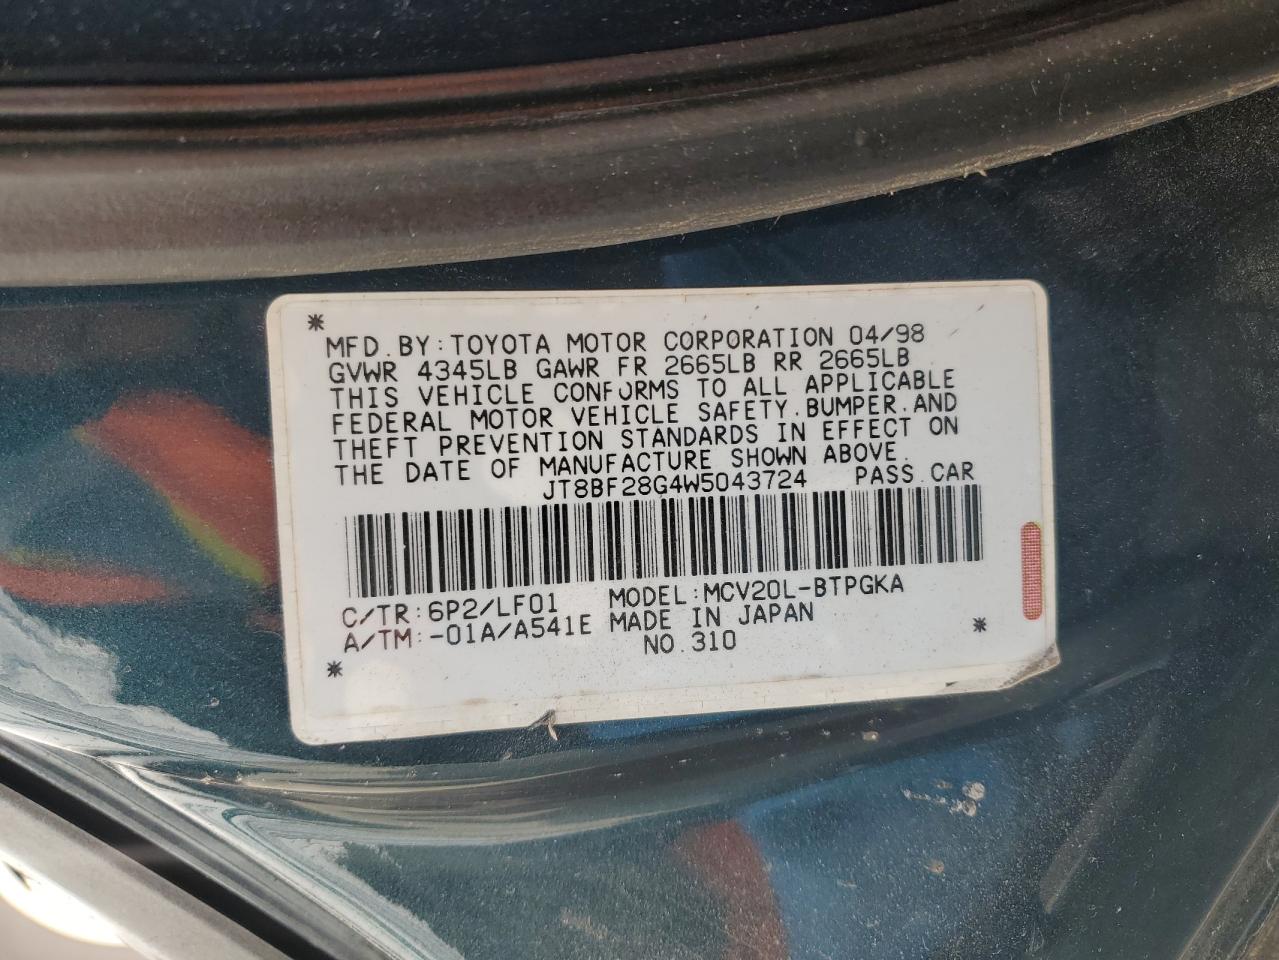 *
MFD. BY: TOYOTA MOTOR CORPORATION 04/98
GVWR 4345LB GAWR FR 2665LB RR 2665LB
THIS VEHICLE CONFORMS TO ALL APPLICABLE
FEDERAL MOTOR VEHICLE SAFETY. BUMPER. AND
THEFT PREVENTION STANDARDS IN EFFECT ON
THE DATE OF MANUFACTURE SHOWN ABOVE.
JT8BF28G4W5043724 PASS. CAR
C/TR: 6P2/LF01 MODEL: MCV20L-BTPGKA
A/TM: -01A/A541E MADE IN JAPAN *
* NO. 310